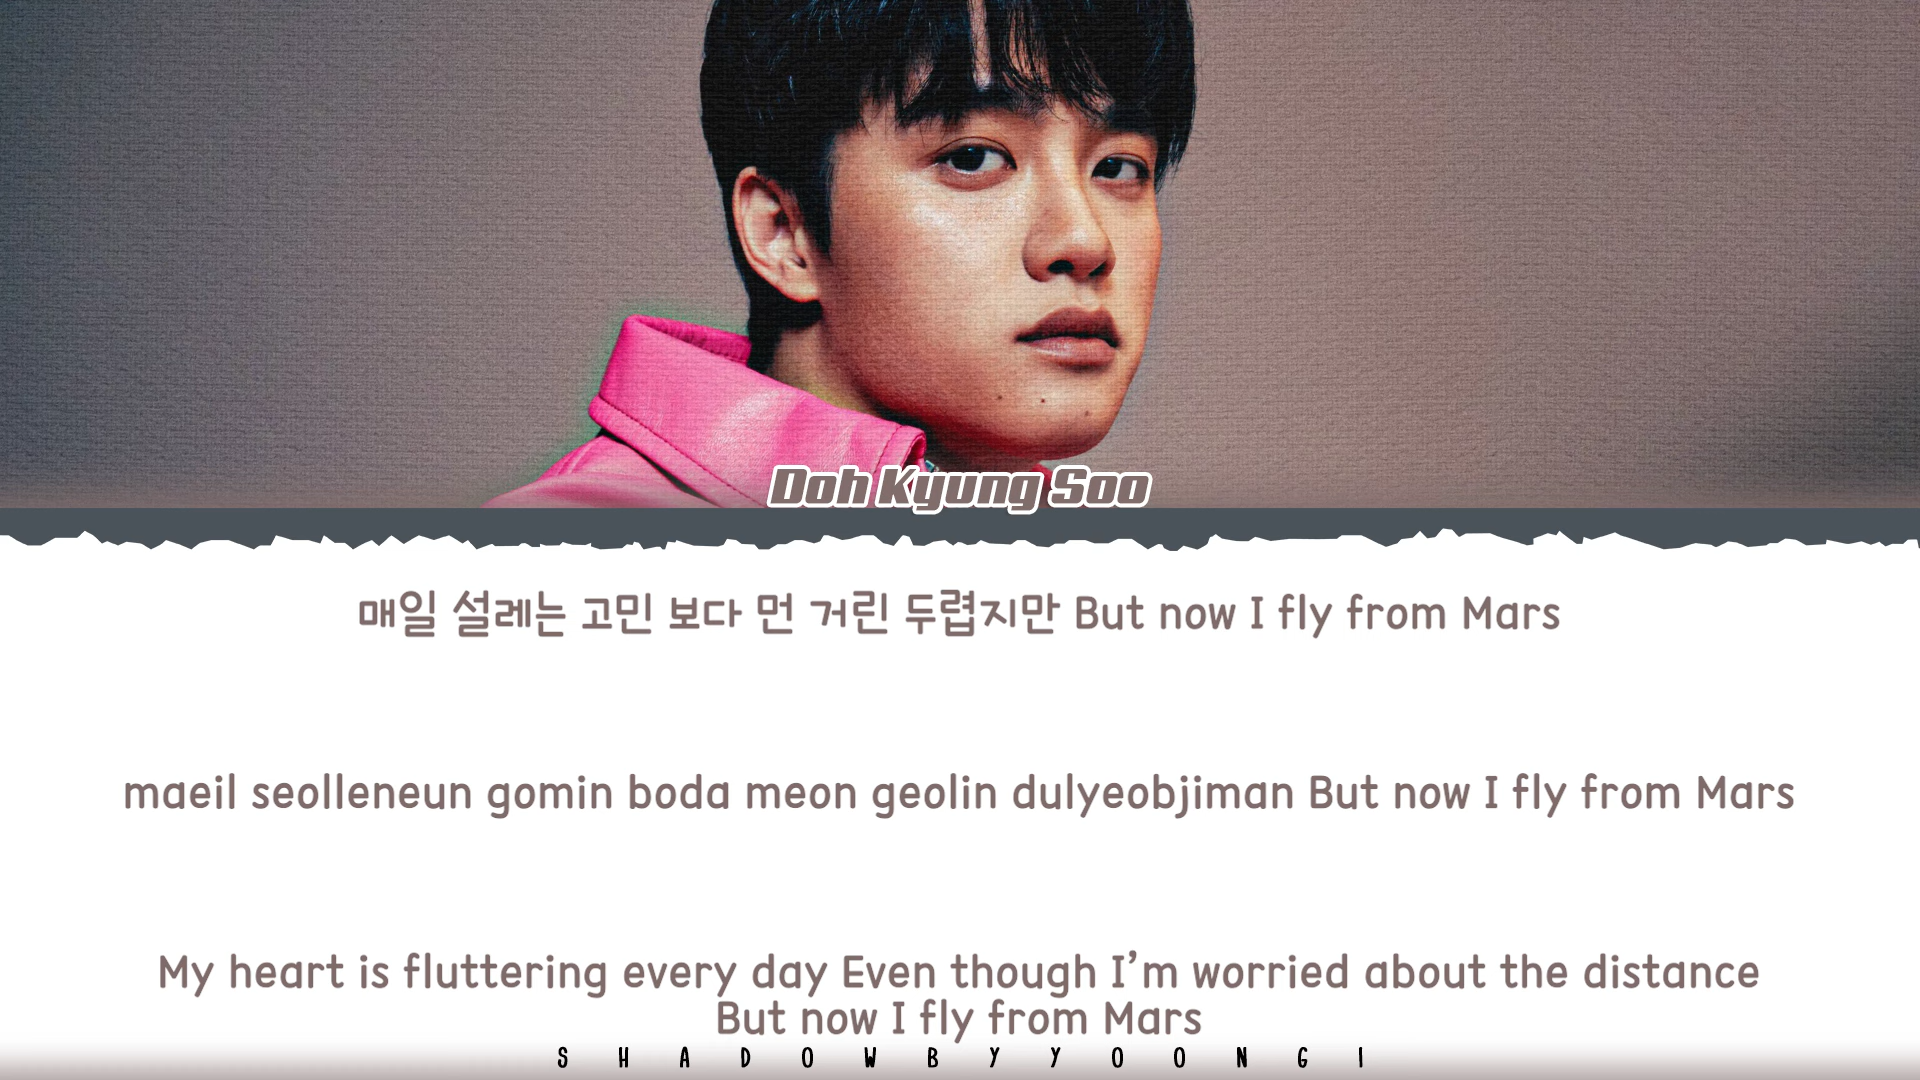 Doh Kyung Soo
매일 설레는 고민 보다 먼 거린 두렵지만 But now I fly from Mars
maeil seolleneun gomin boda meon geolin dulyeobjiman But now I fly from Mars
My heart is fluttering every day Even though I’m worried about the distance
But now I fly from Mars
SHADOWBYYOONGI